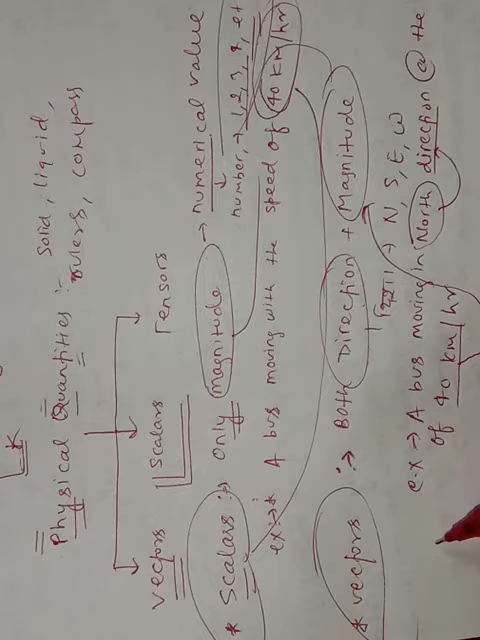 Physical Quantities :- Solid, liquid,
rulers, compass
vectors Scalars Tensors
* Scalars :→ Only Magnitude → numerical value
number, → 1, 2, 3, 4, et
ex:→* A bus moving with the speed of 40 KM/hr
* vectors :→ Both Direction + Magnitude
→ N, S, E, W
e.x → A bus moving in North direction @ the
of 40 km/hr